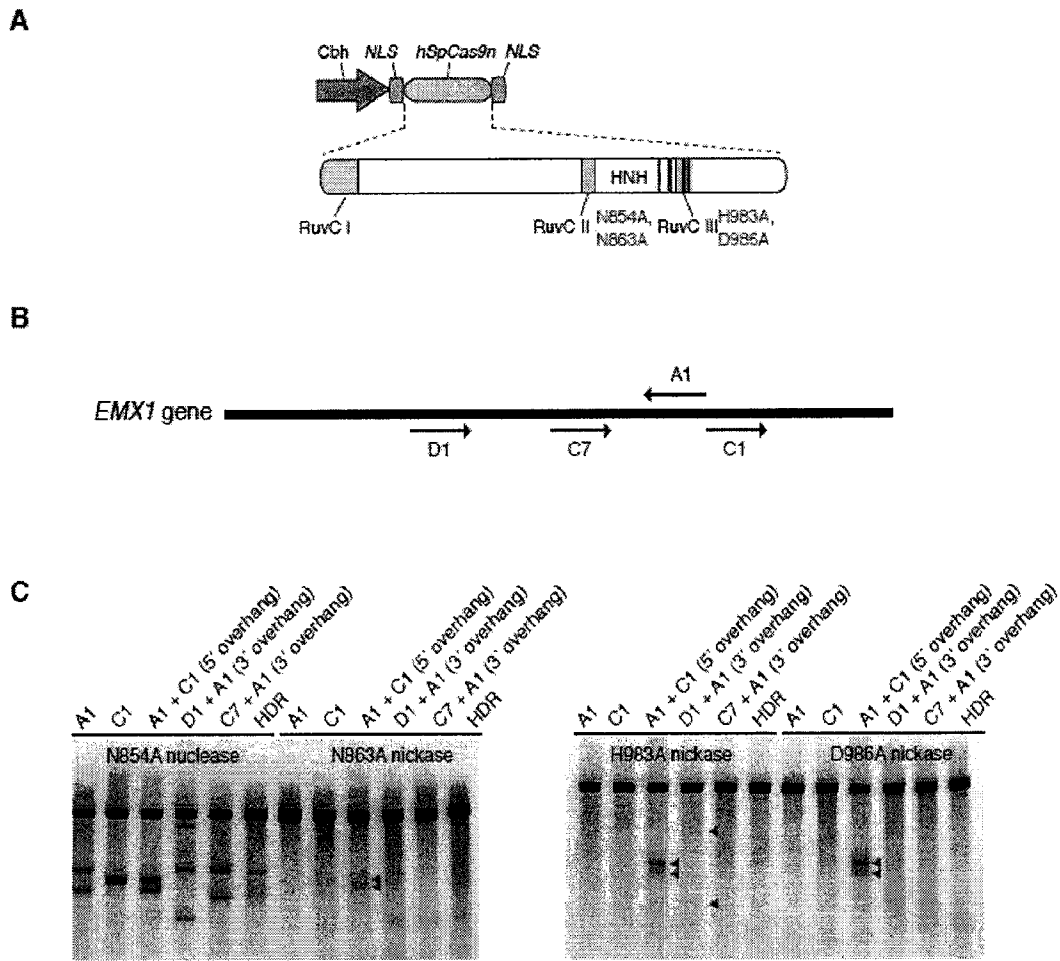 A
Cbh NLS hSpCas9n NLS
HNH
RuvC I
RuvC II N854A, N863A
RuvC III H983A, D986A
B
A1
EMX1 gene
D1
C7
C1
C
A1
C1
A1 + C1 (5' overhang)
D1 + A1 (3' overhang)
C7 + A1 (3' overhang)
HDR
A1
C1
A1 + C1 (5' overhang)
D1 + A1 (3' overhang)
C7 + A1 (3' overhang)
HDR
N854A nuclease
N863A nickase
A1
C1
A1 + C1 (5' overhang)
D1 + A1 (3' overhang)
C7 + A1 (3' overhang)
HDR
A1
C1
A1 + C1 (5' overhang)
D1 + A1 (3' overhang)
C7 + A1 (3' overhang)
HDR
H983A nickase
D986A nickase